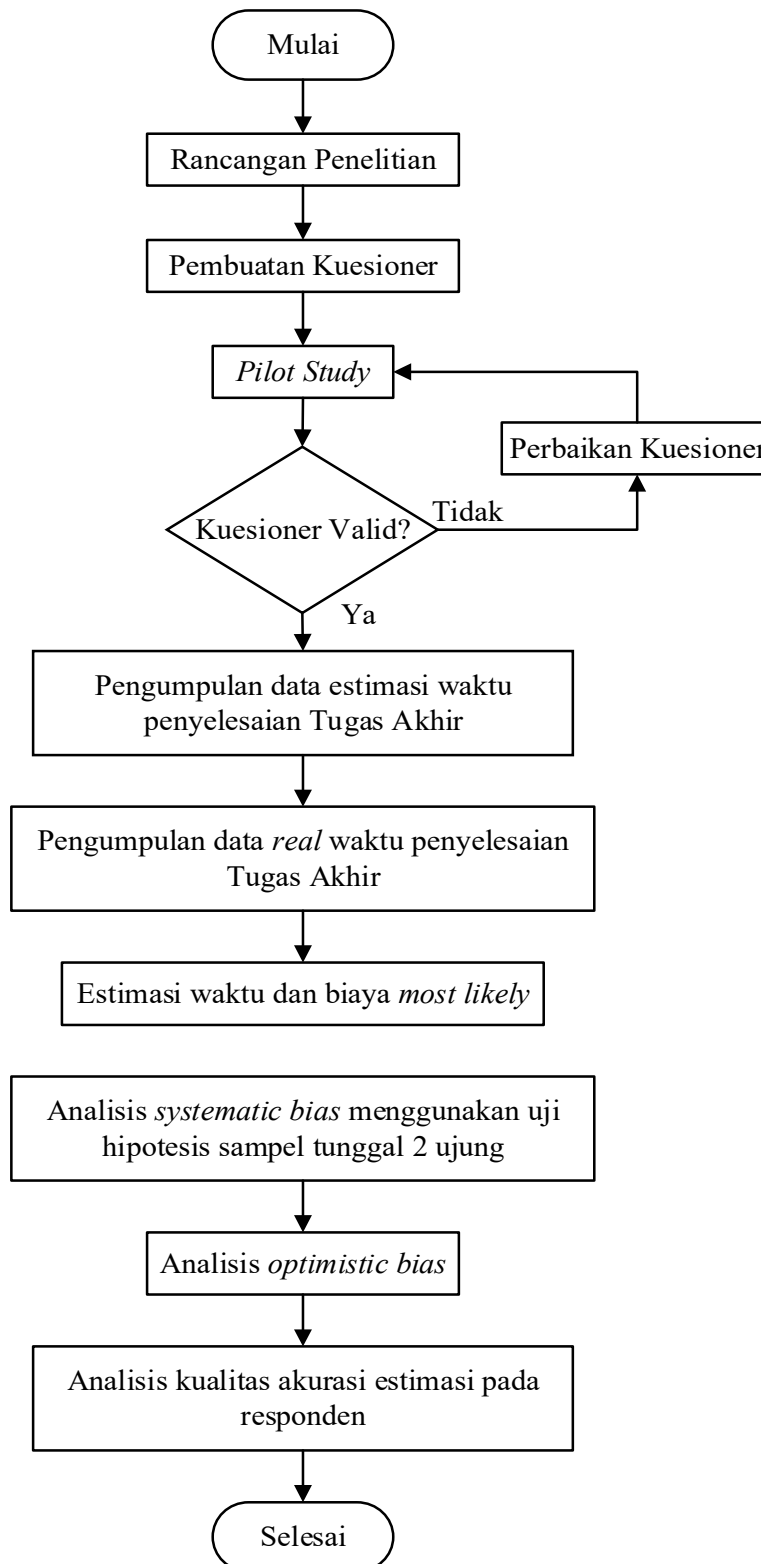 Mulai
Rancangan Penelitian
Pembuatan Kuesioner
Pilot Study
Perbaikan Kuesioner
Kuesioner Valid?
Tidak
Ya
Pengumpulan data estimasi waktu
penyelesaian Tugas Akhir
Pengumpulan data real waktu penyelesaian
Tugas Akhir
Estimasi waktu dan biaya most likely
Analisis systematic bias menggunakan uji
hipotesis sampel tunggal 2 ujung
Analisis optimistic bias
Analisis kualitas akurasi estimasi pada
responden
Selesai